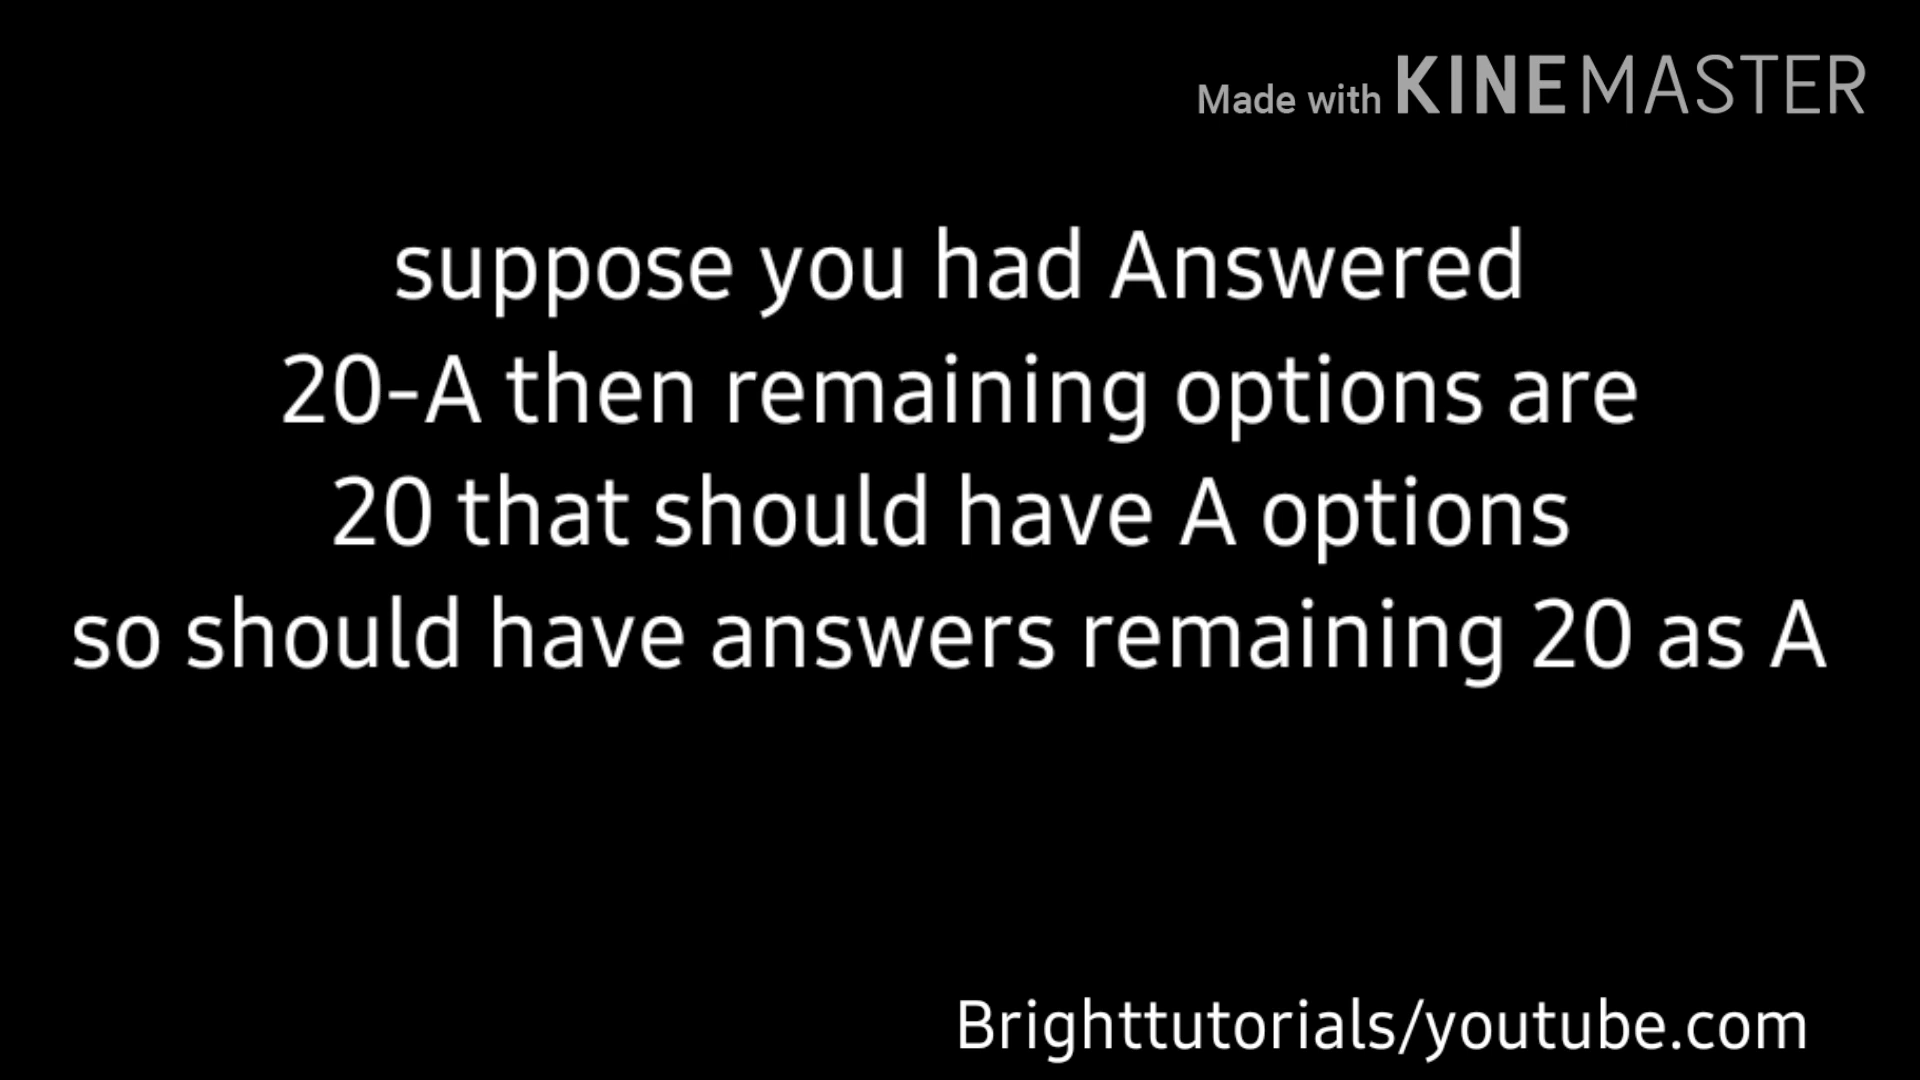 Made with KINEMASTER
suppose you had Answered
20-A then remaining options are
20 that should have A options
so should have answers remaining 20 as A
Brighttutorials/youtube.com